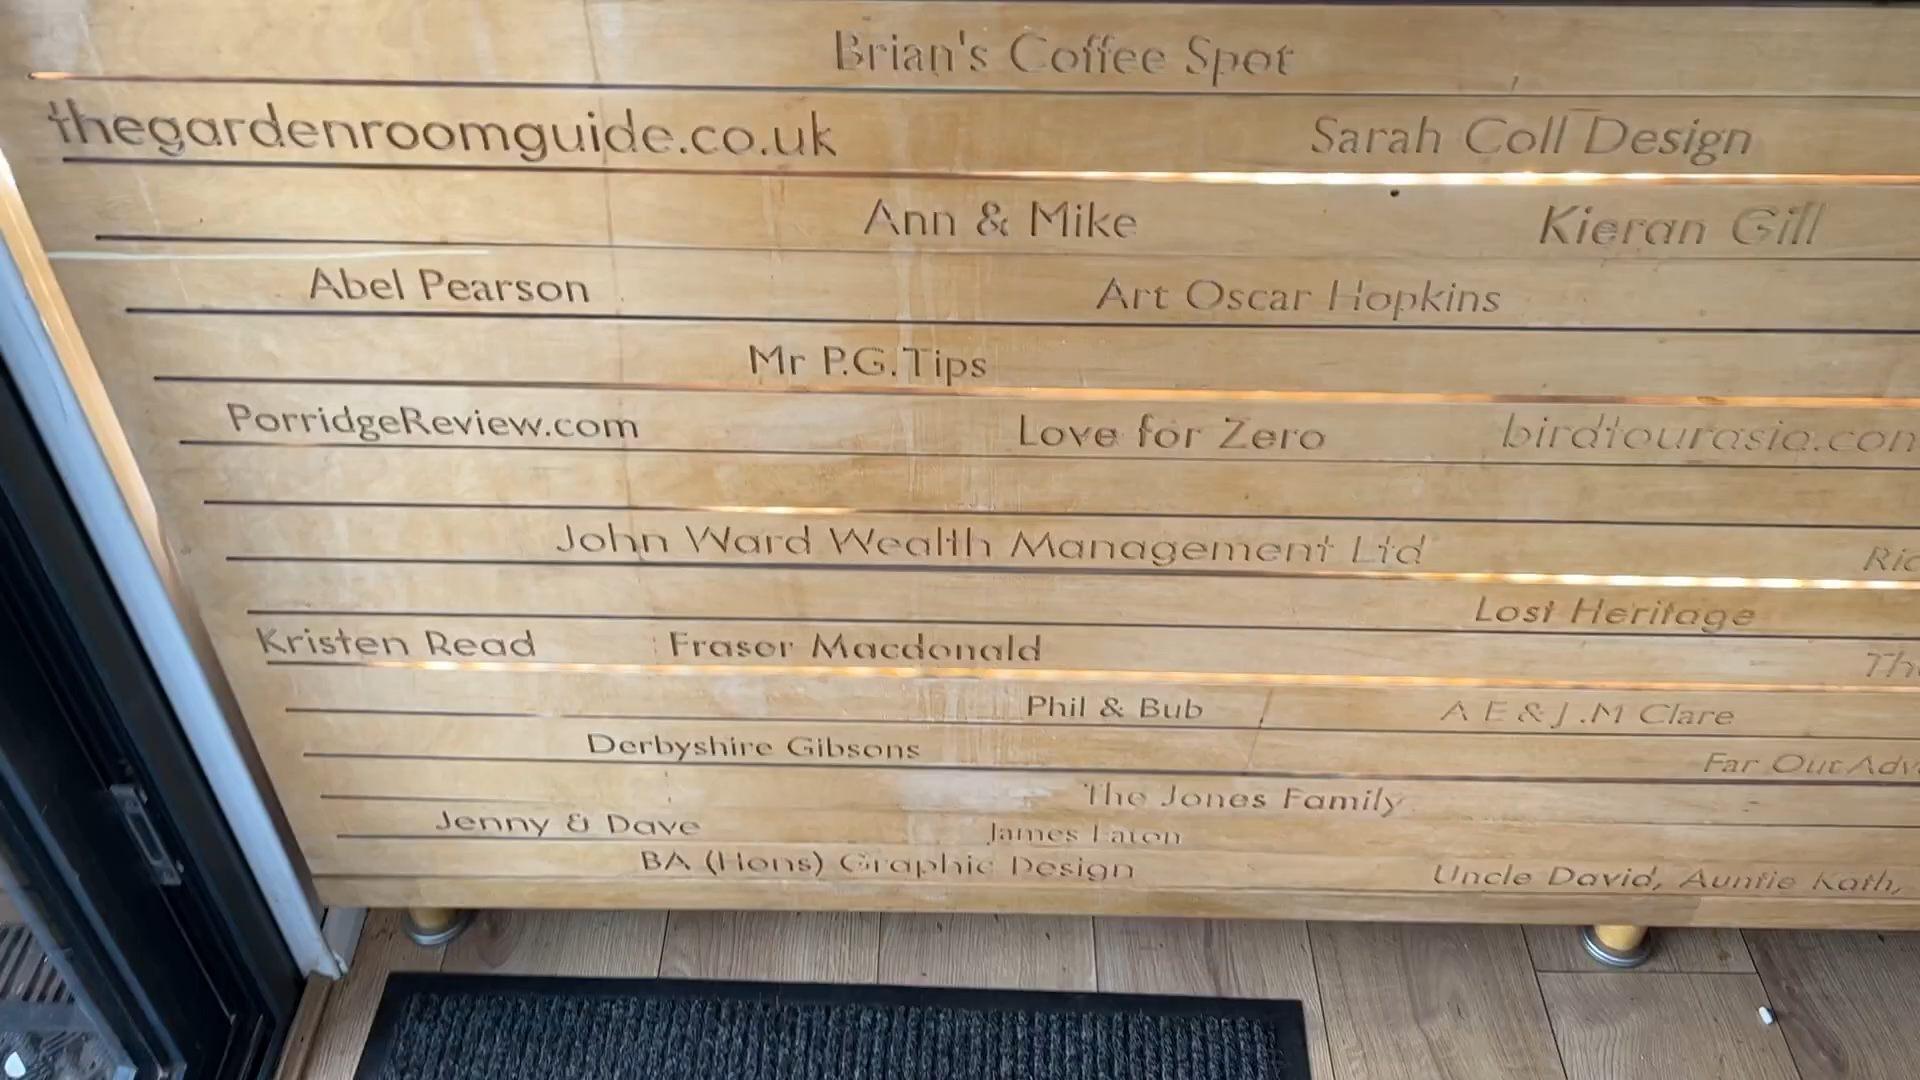 Brian's Coffee Spot
thegardenroomguide.co.uk
Sarah Coll Design
Ann & Mike
Kieran Gill
Abel Pearson
Art Oscar Hopkins
Mr P.G.Tips
PorridgeReview.com
Love for Zero
birdtourasia.com
John Ward Wealth Management Ltd
Lost Heritage
Kristen Read
Fraser Macdonald
Phil & Bub
A E & J.M Clare
Derbyshire Gibsons
Far Out
The Jones Family
Jenny & Dave
James Eaton
BA (Hons) Graphic Design
Uncle David, Auntie Kath,